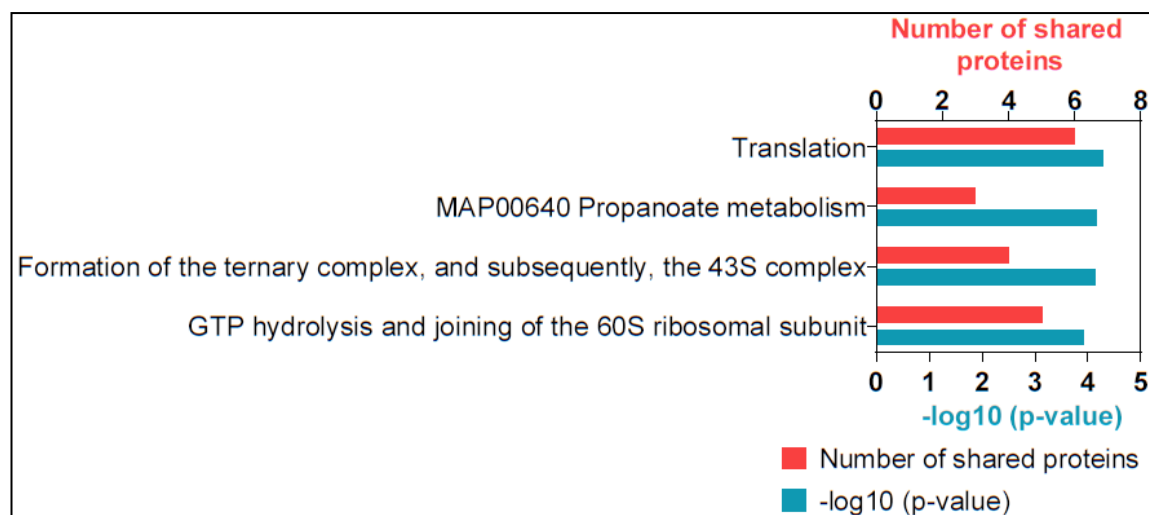 Number of shared
proteins
0 2 4 6 8
Translation
MAP00640 Propanoate metabolism
Formation of the ternary complex, and subsequently, the 43S complex
GTP hydrolysis and joining of the 60S ribosomal subunit
0 1 2 3 4 5
-log10 (p-value)
Number of shared proteins
-log10 (p-value)